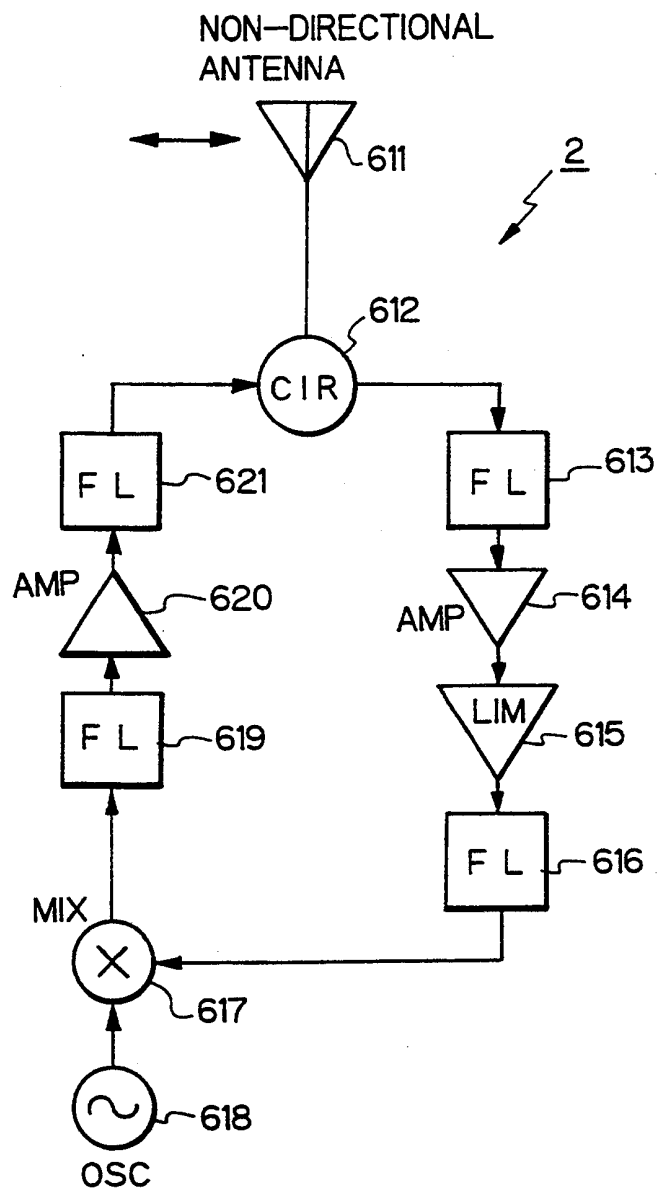 NON-DIRECTIONAL
ANTENNA
611
2
612
CIR
FL
621
FL
613
AMP
620
AMP
614
LIM
615
FL
619
FL
616
MIX
617
618
OSC